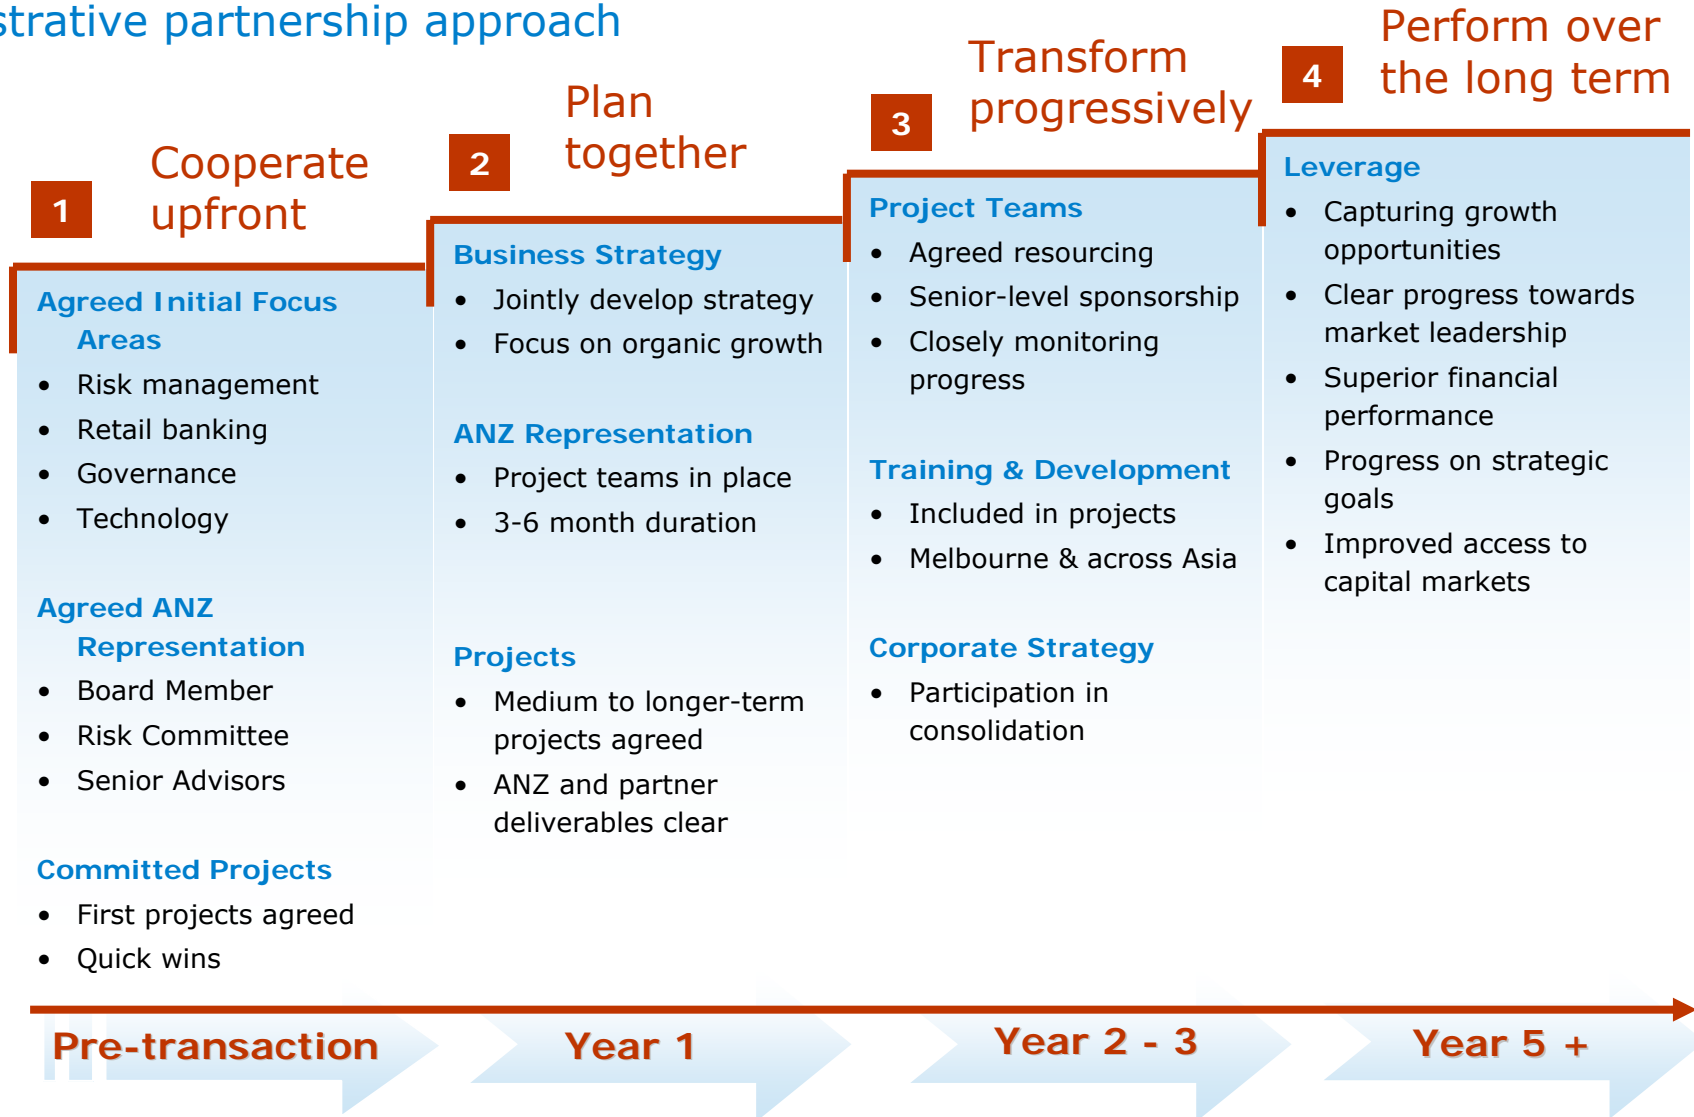 strative partnership approach
1
Cooperate
upfront
Agreed Initial Focus
Areas
• Risk management
• Retail banking
• Governance
• Technology
Agreed ANZ
Representation
• Board Member
• Risk Committee
• Senior Advisors
Committed Projects
• First projects agreed
• Quick wins
2
Plan
together
Business Strategy
• Jointly develop strategy
• Focus on organic growth
ANZ Representation
• Project teams in place
• 3-6 month duration
Projects
• Medium to longer-term
projects agreed
• ANZ and partner
deliverables clear
3
Transform
progressively
Project Teams
• Agreed resourcing
• Senior-level sponsorship
• Closely monitoring
progress
Training & Development
• Included in projects
• Melbourne & across Asia
Corporate Strategy
• Participation in
consolidation
4
Perform over
the long term
Leverage
• Capturing growth
opportunities
• Clear progress towards
market leadership
• Superior financial
performance
• Progress on strategic
goals
• Improved access to
capital markets
Pre-transaction
Year 1
Year 2 - 3
Year 5 +